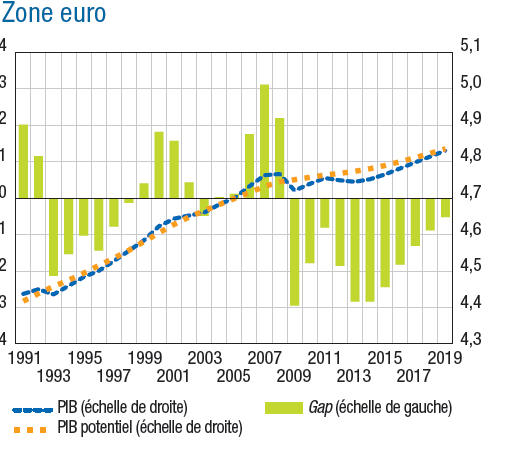 Zone euro
4 5,1
3 5,0
2 4,9
1 4,8
0 4,7
1 4,6
2 4,5
3 4,4
4 4,3
1991 1995 1999 2003 2007 2011 2015 2019
1993 1997 2001 2005 2009 2013 2017
PIB (échelle de droite) Gap (échelle de gauche)
PIB potentiel (échelle de droite)